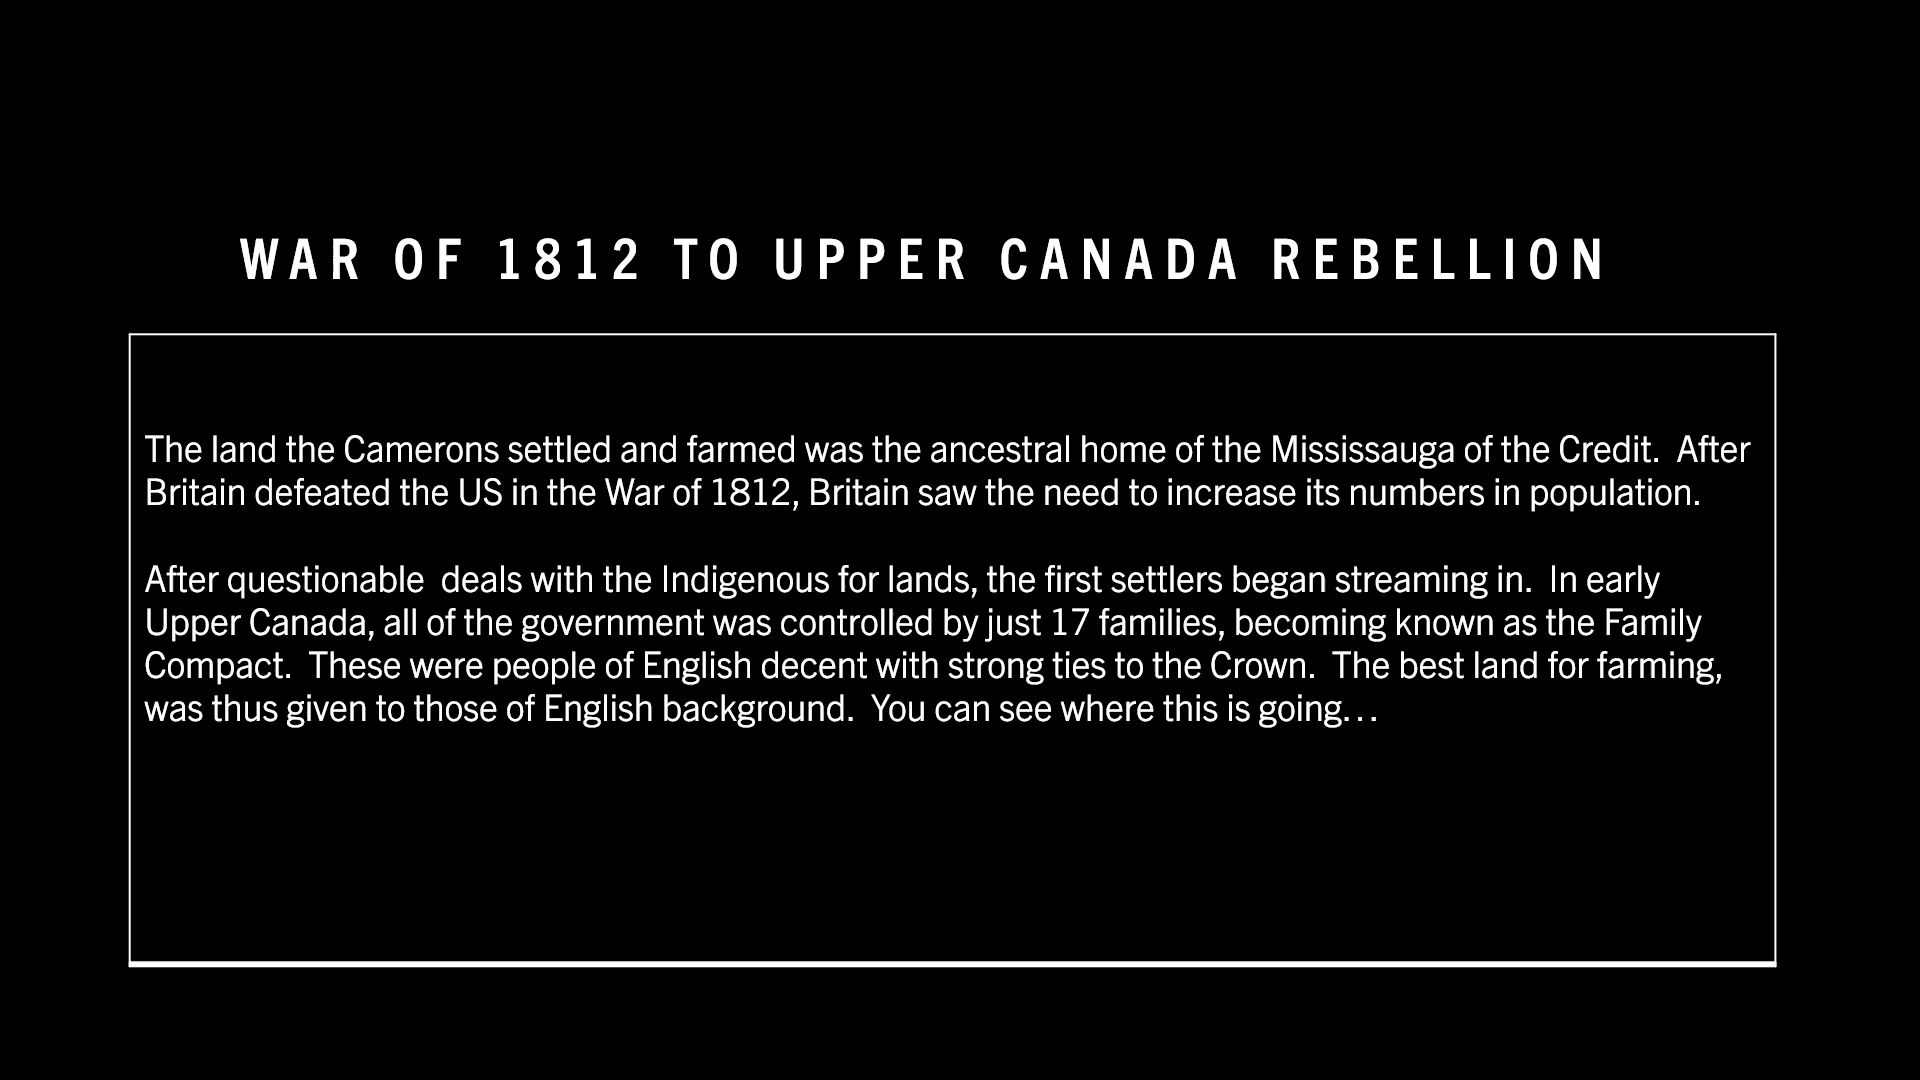 WAR OF 1812 TO UPPER CANADA REBELLION
The land the Camerons settled and farmed was the ancestral home of the Mississauga of the Credit.  After
Britain defeated the US in the War of 1812, Britain saw the need to increase its numbers in population.
After questionable  deals with the Indigenous for lands, the first settlers began streaming in.  In early
Upper Canada, all of the government was controlled by just 17 families, becoming known as the Family
Compact.  These were people of English decent with strong ties to the Crown.  The best land for farming,
was thus given to those of English background.  You can see where this is going…